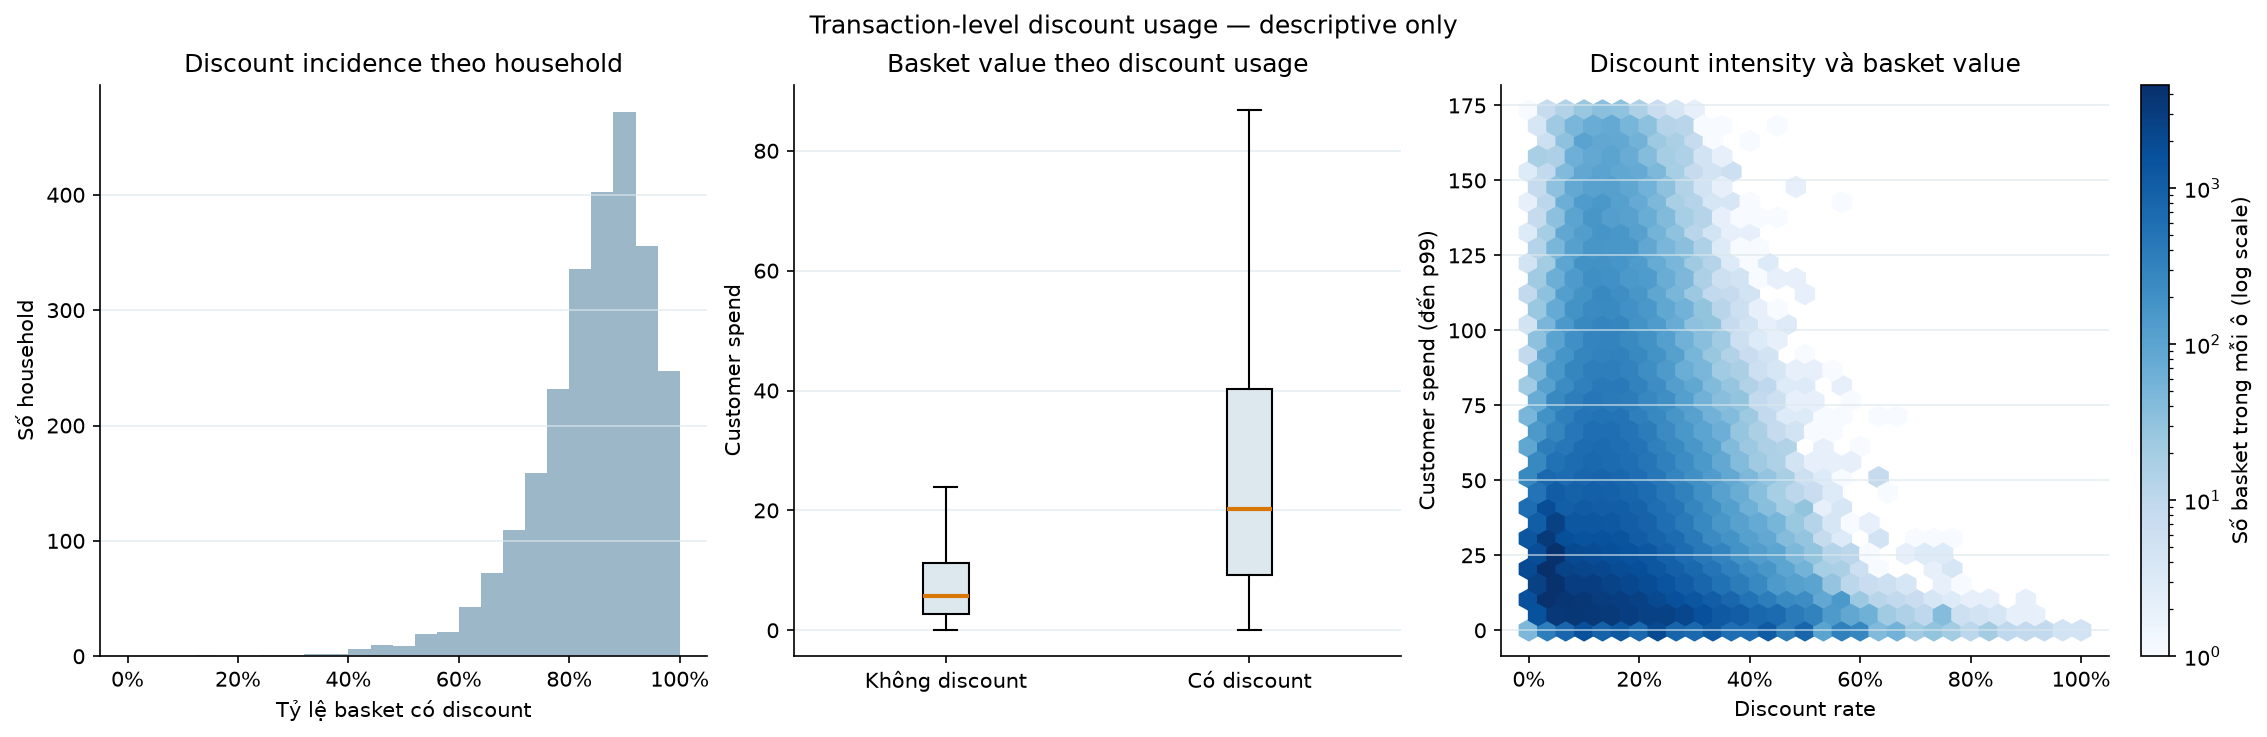 Transaction-level discount usage — descriptive only
Discount incidence theo household
Số household
400
300
200
100
0
0% 20% 40% 60% 80% 100%
Tỷ lệ basket có discount
Basket value theo discount usage
Customer spend
80
60
40
20
0
Không discount Có discount
Discount intensity và basket value
Customer spend (đến p99)
175
150
125
100
75
50
25
0
0% 20% 40% 60% 80% 100%
Discount rate
10³
10²
10¹
10⁰
Số basket trong mỗi ô (log scale)